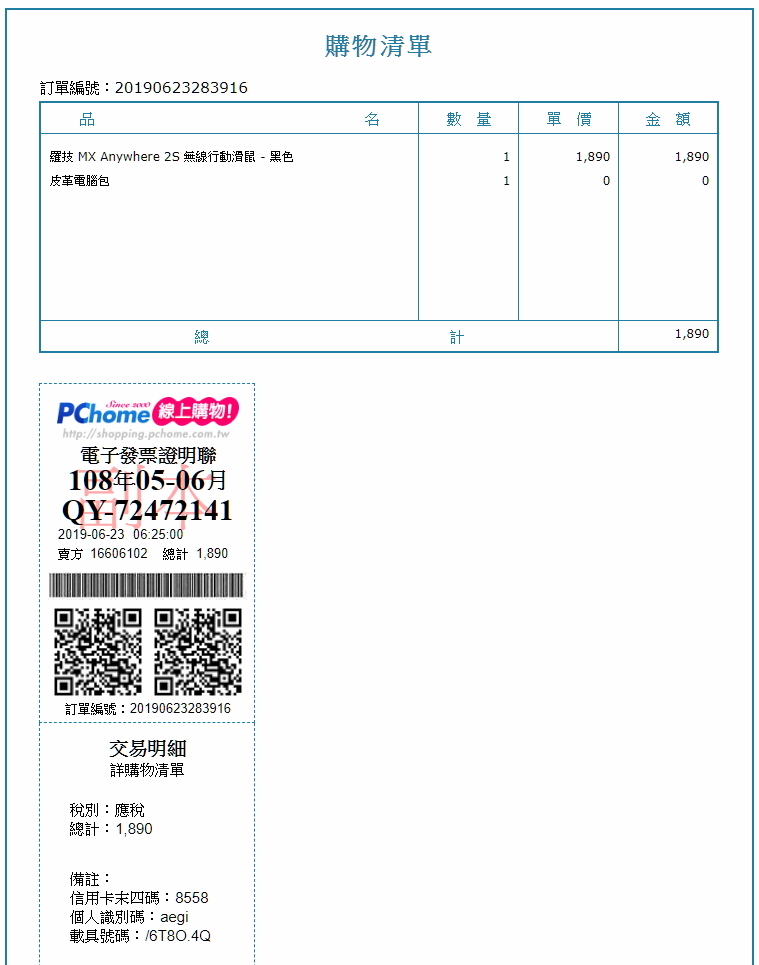 購物清單
訂單編號：20190623283916
品 名 數 量 單 價 金 額
羅技 MX Anywhere 2S 無線行動滑鼠 - 黑色 1 1,890 1,890
皮革電腦包 1 0 0
總 計 1,890
Since 2000
PChome 線上購物!
http://shopping.pchome.com.tw
電子發票證明聯
副本
108年05-06月
QY-72472141
2019-06-23 06:25:00
賣方 16606102 總計 1,890
訂單編號：20190623283916
交易明細
詳購物清單
稅別：應稅
總計：1,890
備註：
信用卡末四碼：8558
個人識別碼：aegi
載具號碼：/6T8O.4Q